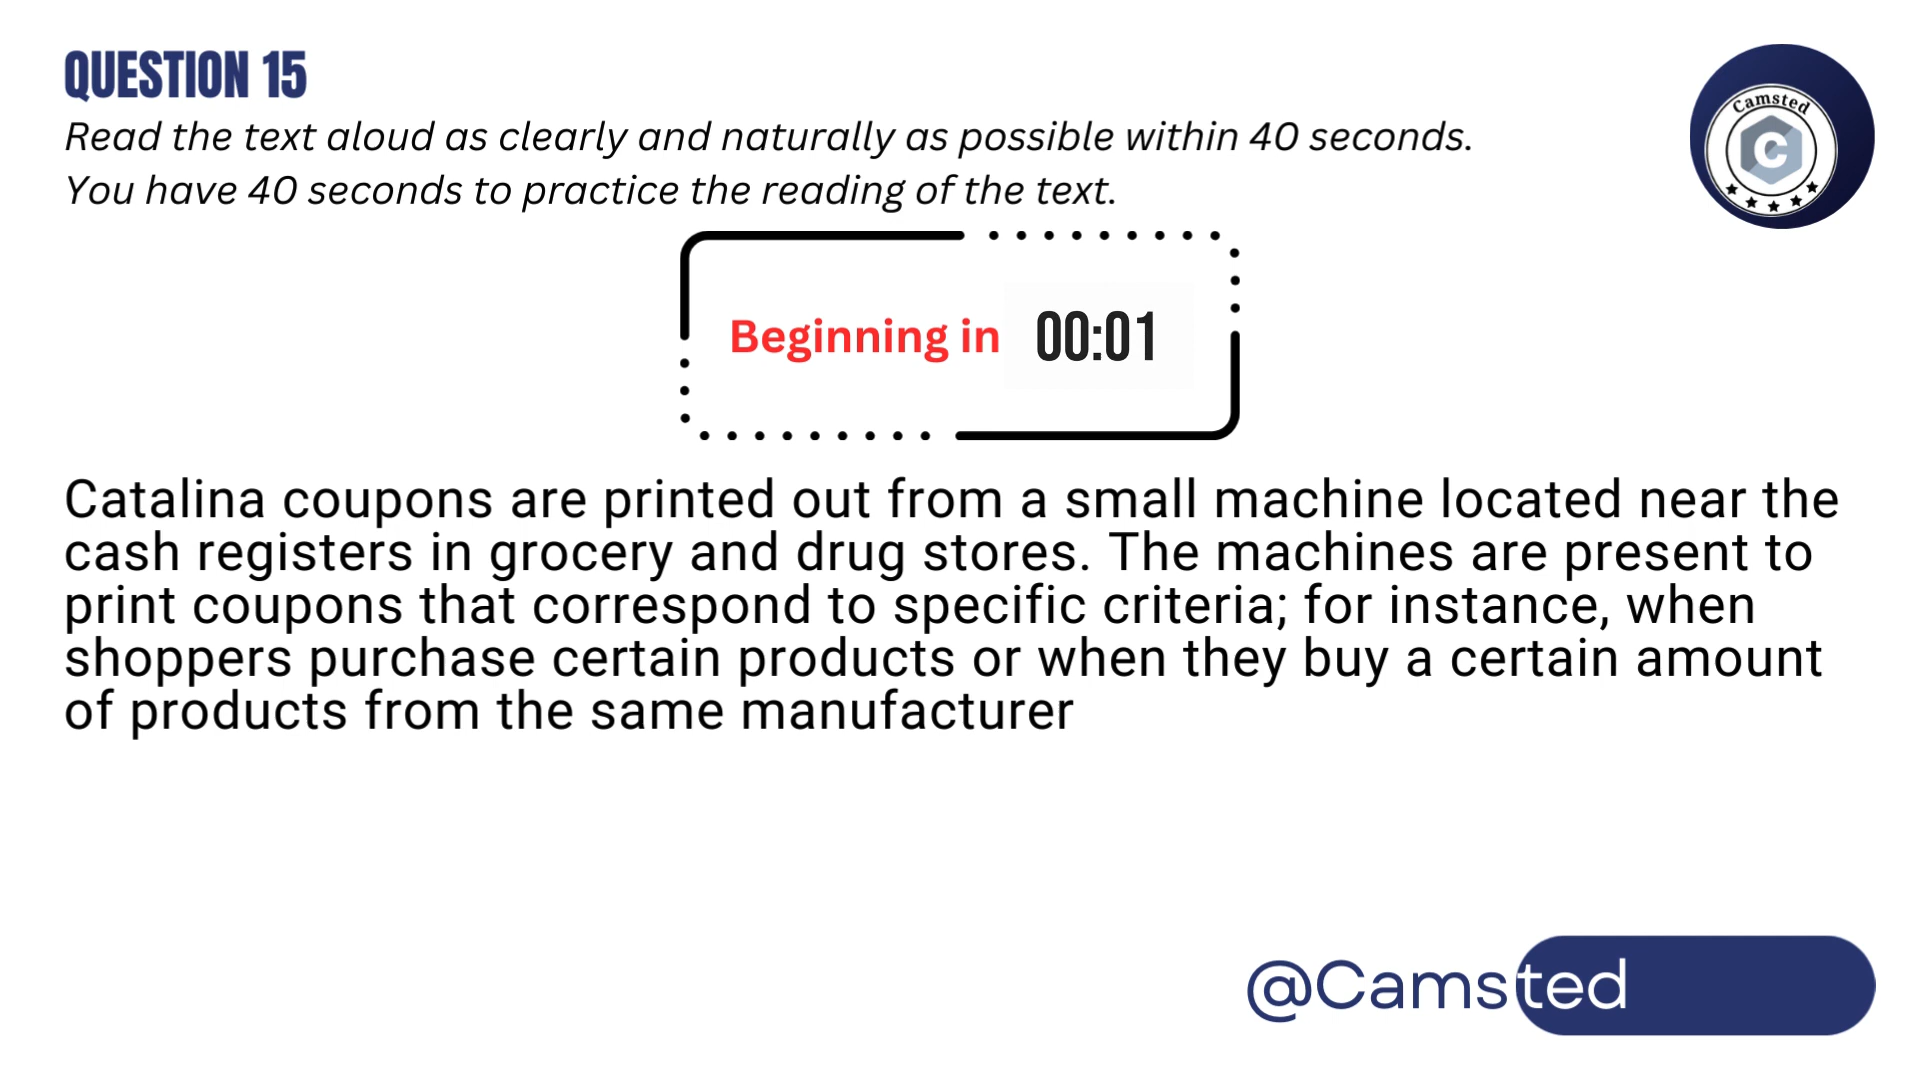 QUESTION 15
Read the text aloud as clearly and naturally as possible within 40 seconds.
You have 40 seconds to practice the reading of the text.
Camsted
C
Beginning in 00:01
Catalina coupons are printed out from a small machine located near the
cash registers in grocery and drug stores. The machines are present to
print coupons that correspond to specific criteria; for instance, when
shoppers purchase certain products or when they buy a certain amount
of products from the same manufacturer
@Camsted